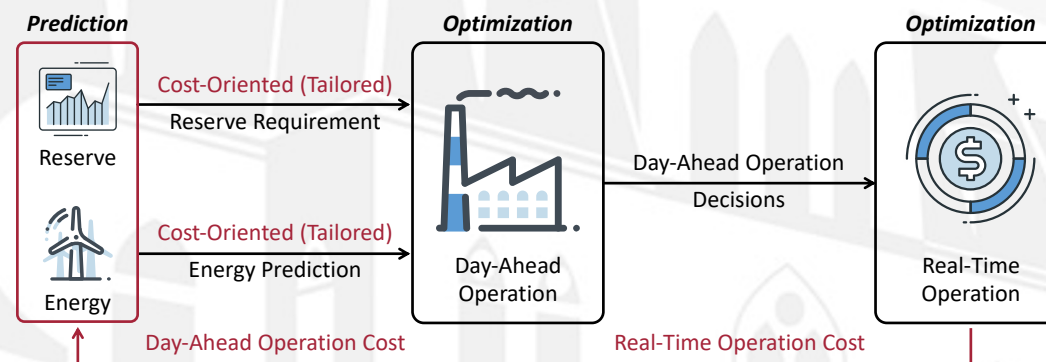 Prediction
Optimization
Optimization
Cost-Oriented (Tailored)
Reserve Requirement
Reserve
Cost-Oriented (Tailored)
Energy Prediction
Energy
Day-Ahead
Operation
Day-Ahead Operation
Decisions
$
Real-Time
Operation
Day-Ahead Operation Cost
Real-Time Operation Cost